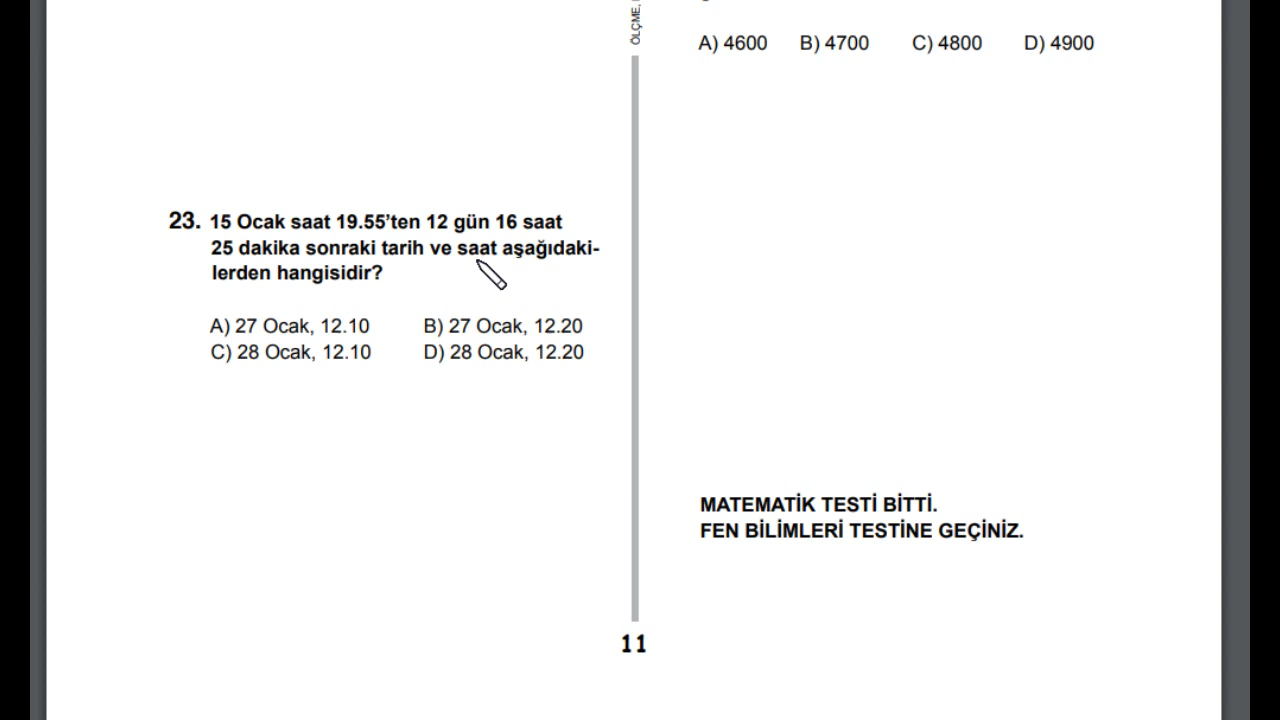 23. 15 Ocak saat 19.55'ten 12 gün 16 saat
25 dakika sonraki tarih ve saat aşağıdaki-
lerden hangisidir?
A) 27 Ocak, 12.10 B) 27 Ocak, 12.20
C) 28 Ocak, 12.10 D) 28 Ocak, 12.20
ÖLÇME,
A) 4600 B) 4700 C) 4800 D) 4900
MATEMATİK TESTİ BİTTİ.
FEN BİLİMLERİ TESTİNE GEÇİNİZ.
11